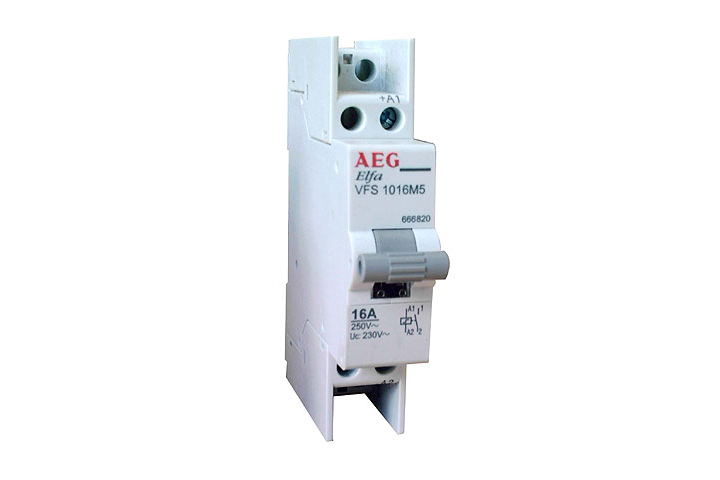 +A1
AEG
Elfa
VFS 1016M5
666820
16A
250V~
Uc: 230V~
A1 1
A2 2